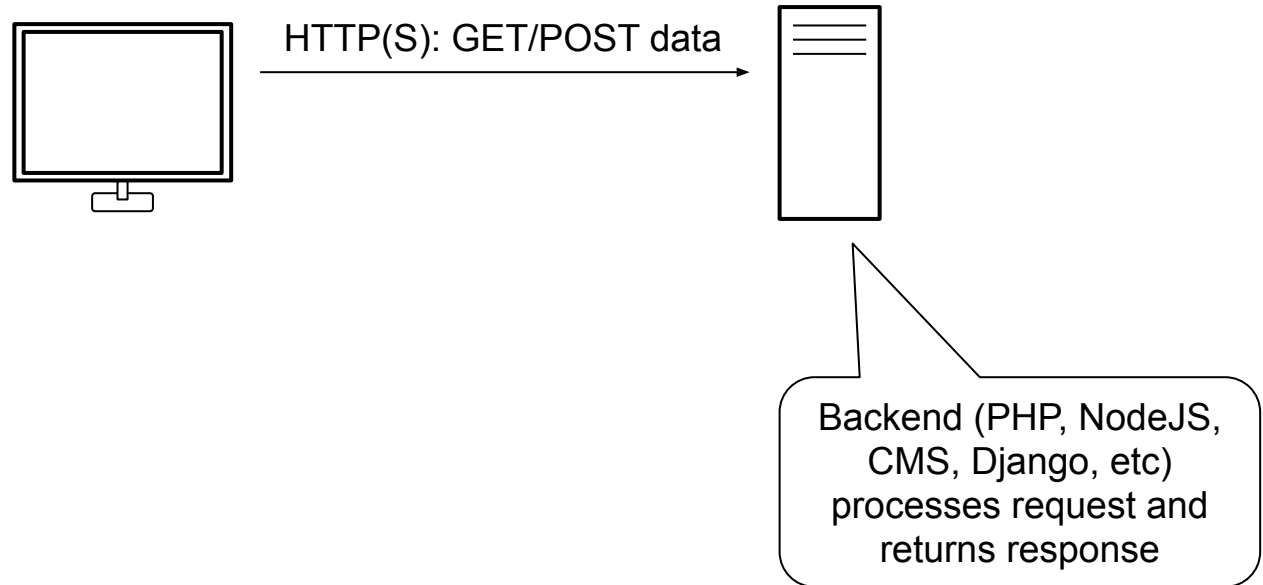 HTTP(S): GET/POST data
Backend (PHP, NodeJS,
CMS, Django, etc)
processes request and
returns response